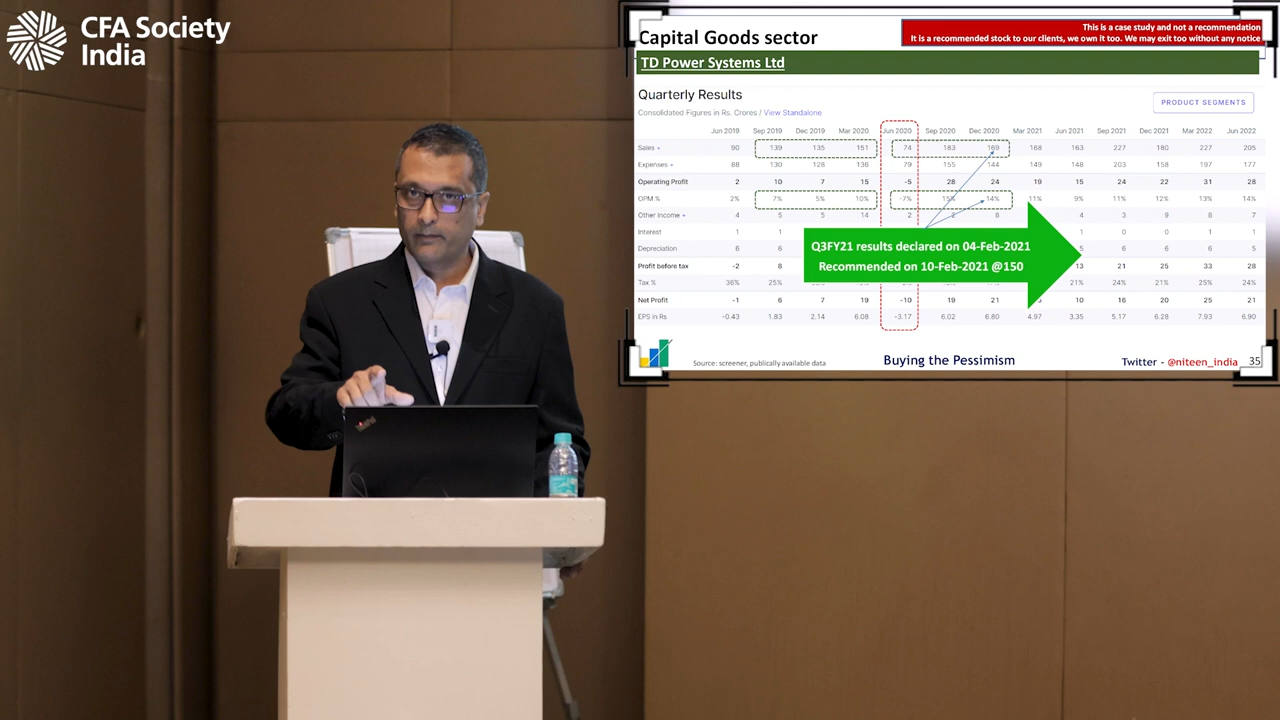 CFA Society
India
Capital Goods sector
This is a case study and not a recommendation
It is a recommended stock to our clients, we own it too. We may exit too without any notice
TD Power Systems Ltd
Quarterly Results
PRODUCT SEGMENTS
Consolidated Figures in Rs. Crores / View Standalone
Jun 2019 Sep 2019 Dec 2019 Mar 2020 Jun 2020 Sep 2020 Dec 2020 Mar 2021 Jun 2021 Sep 2021 Dec 2021 Mar 2022 Jun 2022
Sales + 90 139 135 151 74 183 169 168 163 227 180 227 205
Expenses + 88 130 128 136 79 155 144 149 148 203 158 197 177
Operating Profit 2 10 7 15 -5 28 24 19 15 24 22 31 28
OPM % 2% 7% 5% 10% -7% 15% 14% 11% 9% 11% 12% 13% 14%
Other Income + 4 5 5 14 2 2 8 4 3 9 8 7
Interest 1 1 1 0 0 1 1
Depreciation 6 6 6 5 6 6 6 5
Q3FY21 results declared on 04-Feb-2021
Recommended on 10-Feb-2021 @150
Profit before tax -2 8 13 21 25 33 28
Tax % 36% 25% 21% 24% 21% 25% 24%
Net Profit -1 6 7 19 -10 19 21 10 16 20 25 21
EPS in Rs -0.43 1.83 2.14 6.08 -3.17 6.02 6.80 4.97 3.35 5.17 6.28 7.93 6.90
Source: screener, publically available data
Buying the Pessimism
Twitter - @niteen_india 35
ThinkPad